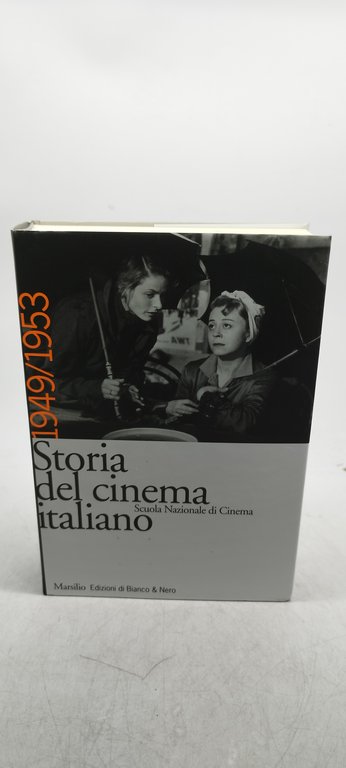 1949/1953
Storia
del cinema
italiano
Scuola Nazionale di Cinema
Marsilio Edizioni di Bianco & Nero